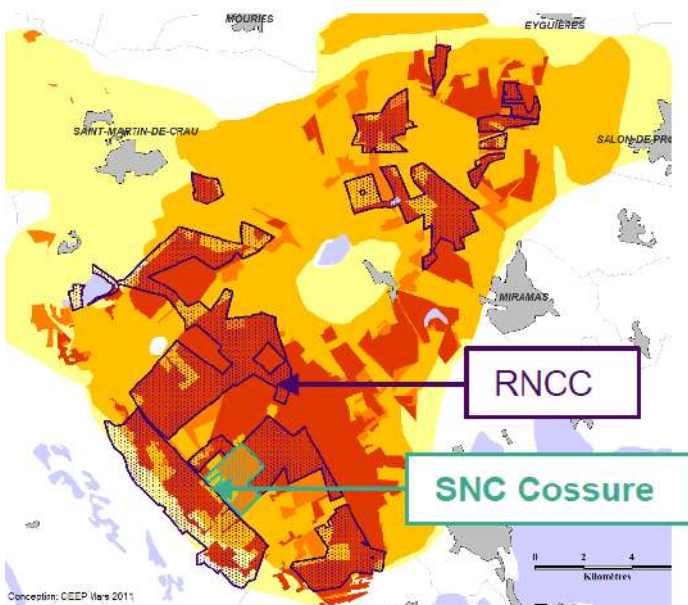 MOURIES
EYGUIÈRES
SAINT-MARTIN-DE-CRAU
SALON-DE-PRO
MIRAMAS
RNCC
SNC Cossure
0 2 4
Kilomètres
Conception: CEEP Mars 2011